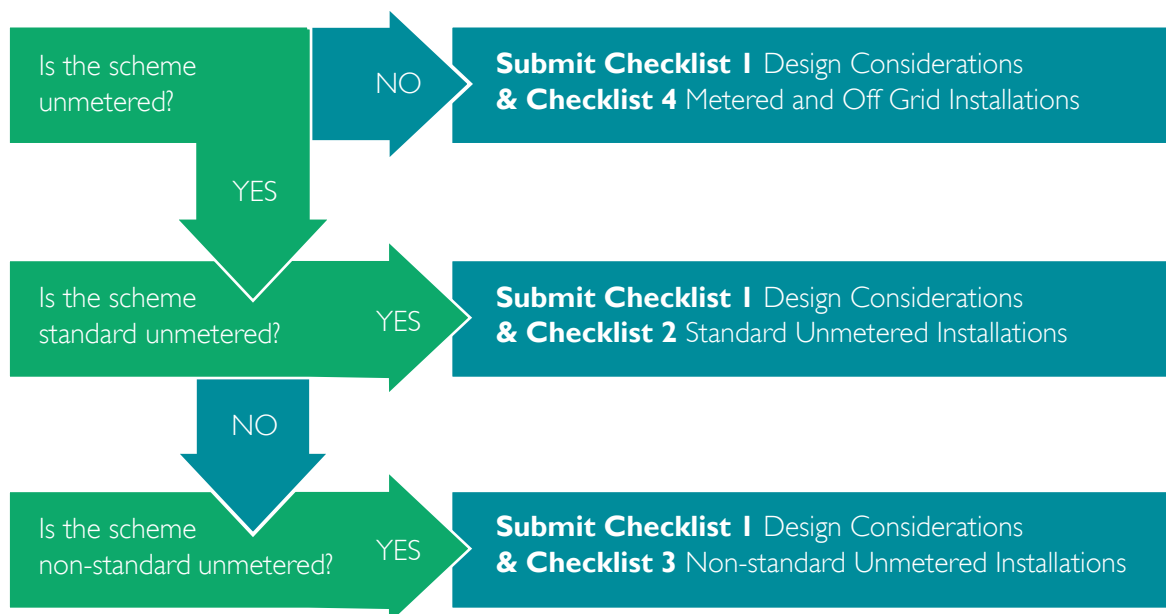 Is the scheme
unmetered?
NO
Submit Checklist 1 Design Considerations
& Checklist 4 Metered and Off Grid Installations
YES
Is the scheme
standard unmetered?
YES
Submit Checklist 1 Design Considerations
& Checklist 2 Standard Unmetered Installations
NO
Is the scheme
non-standard unmetered?
YES
Submit Checklist 1 Design Considerations
& Checklist 3 Non-standard Unmetered Installations